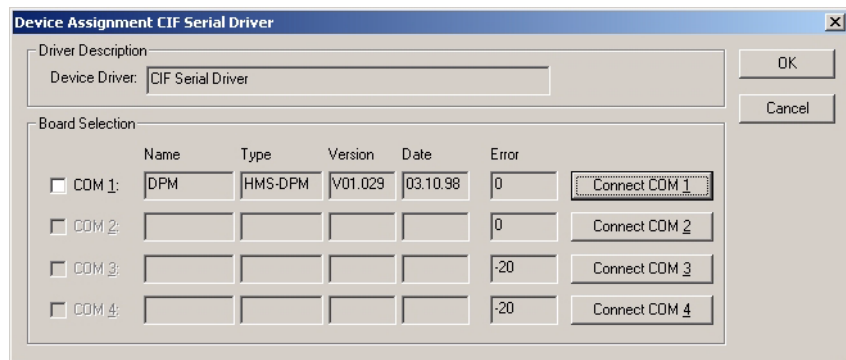 Device Assignment CIF Serial Driver
Driver Description
Device Driver: CIF Serial Driver
OK
Cancel
Board Selection
Name Type Version Date Error
COM 1: DPM HMS-DPM V01.029 03.10.98 0 Connect COM 1
COM 2: 0 Connect COM 2
COM 3: -20 Connect COM 3
COM 4: -20 Connect COM 4